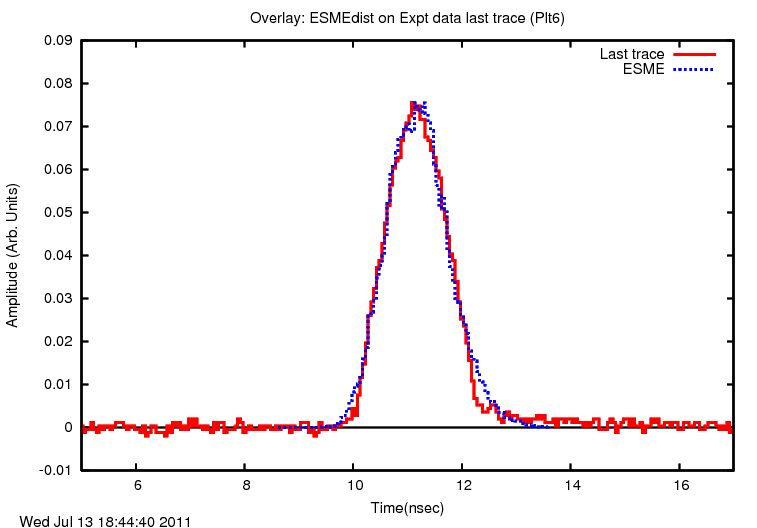 Overlay: ESMEdist on Expt data last trace (Plt6)
0.09
0.08
0.07
0.06
0.05
0.04
0.03
0.02
0.01
0
-0.01
Amplitude (Arb. Units)
Last trace
ESME
6 8 10 12 14 16
Time(nsec)
Wed Jul 13 18:44:40 2011